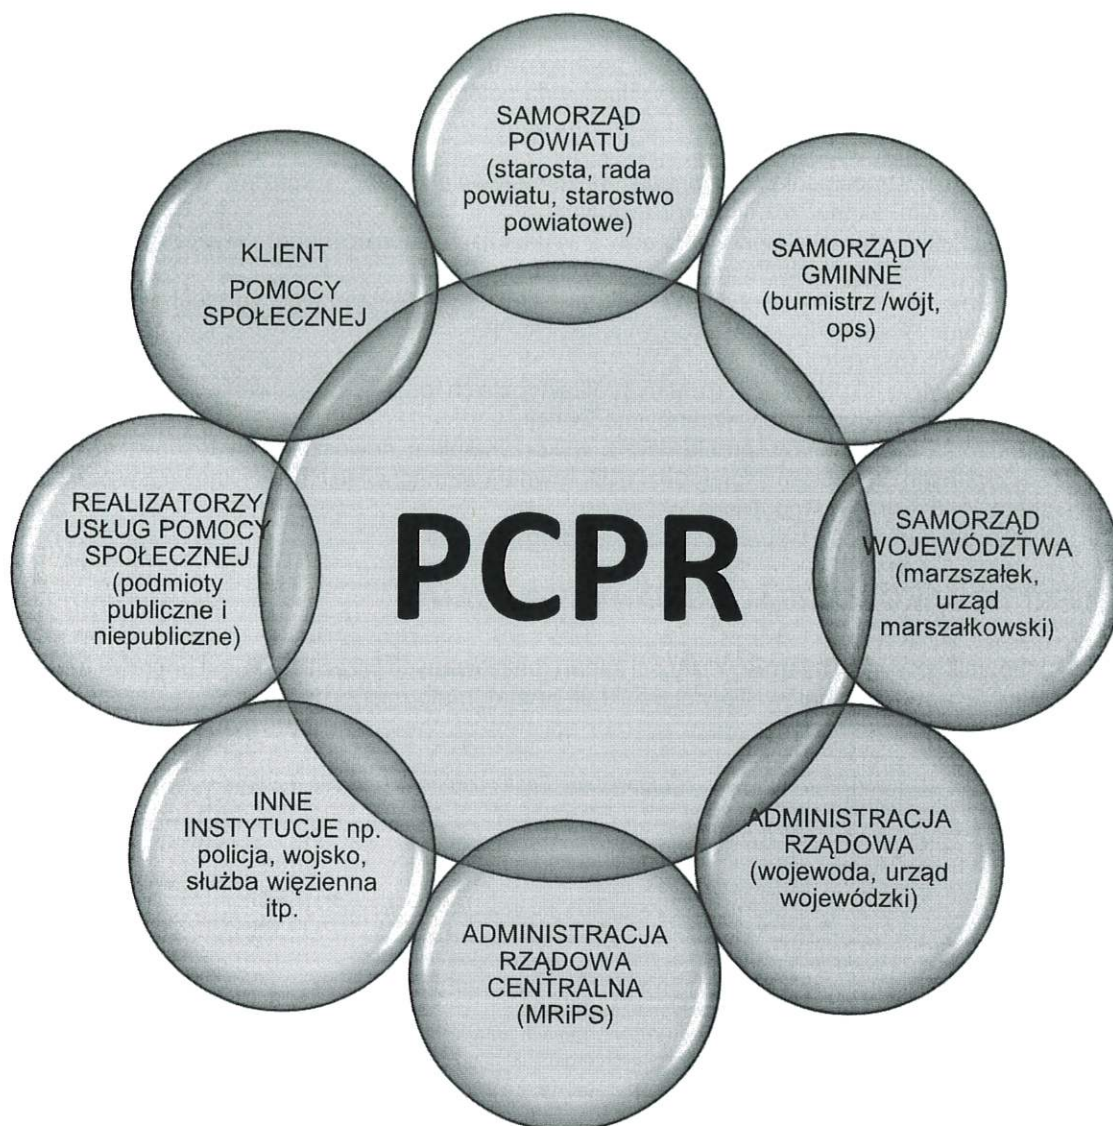 SAMORZĄD
POWIATU
(starosta, rada
powiatu, starostwo
powiatowe)
SAMORZĄDY
GMINNE
(burmistrz /wójt,
ops)
SAMORZĄD
WOJEWÓDZTWA
(marzszałek,
urząd
marszałkowski)
ADMINISTRACJA
RZĄDOWA
(wojewoda, urząd
wojewódzki)
ADMINISTRACJA
RZĄDOWA
CENTRALNA
(MRiPS)
INNE
INSTYTUCJE np.
policja, wojsko,
służba więzienna
itp.
REALIZATORZY
USŁUG POMOCY
SPOŁECZNEJ
(podmioty
publiczne i
niepubliczne)
KLIENT
POMOCY
SPOŁECZNEJ
PCPR